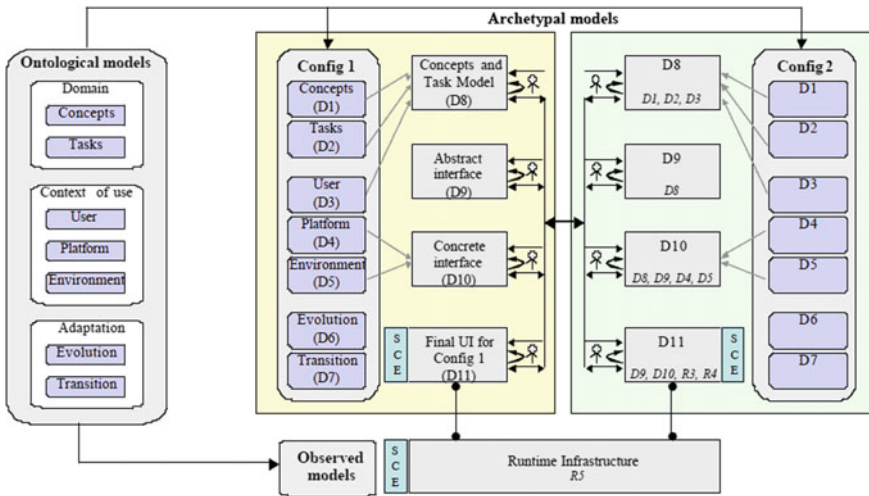 Archetypal models
Ontological models
Domain
Concepts
Tasks
Context of use
User
Platform
Environment
Adaptation
Evolution
Transition
Config 1
Concepts
(D1)
Tasks
(D2)
User
(D3)
Platform
(D4)
Environment
(D5)
Evolution
(D6)
Transition
(D7)
Concepts and
Task Model
(D8)
Abstract
interface
(D9)
Concrete
interface
(D10)
S
C
E
Final UI for
Config 1
(D11)
D8
D1, D2, D3
D9
D8
D10
D8, D9, D4, D5
D11
D9, D10, R3, R4
S
C
E
Config 2
D1
D2
D3
D4
D5
D6
D7
Observed
models
S
C
E
Runtime Infrastructure
R5